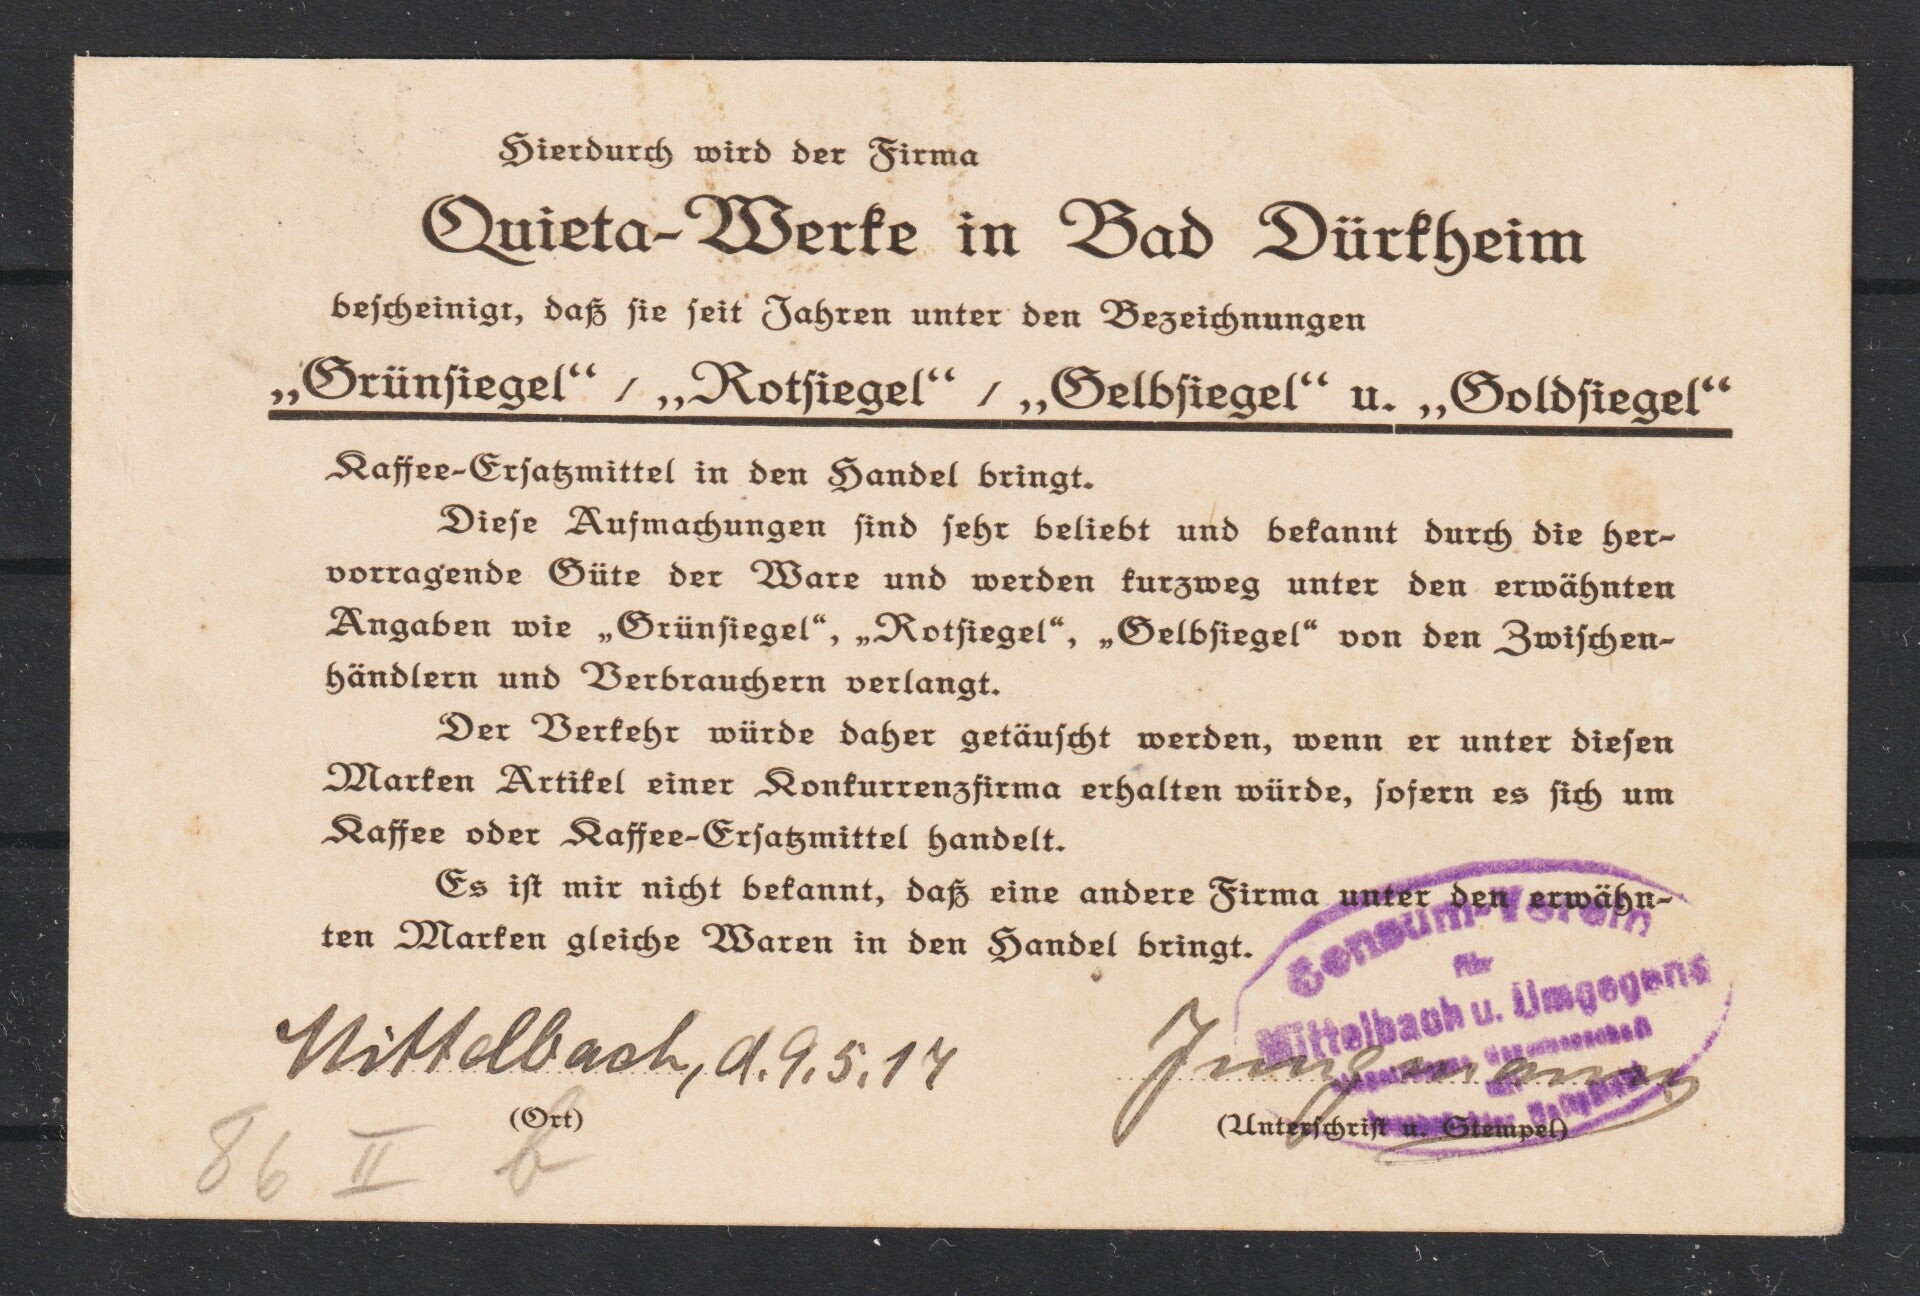 Hierdurch wird der Firma
Quieta-Werke in Bad Dürkheim
bescheinigt, daß sie seit Jahren unter den Bezeichnungen
„Grünsiegel“ / „Rotsiegel“ / „Gelbsiegel“ u. „Goldsiegel“
Kaffee-Ersatzmittel in den Handel bringt.
Diese Aufmachungen sind sehr beliebt und bekannt durch die her-
vorragende Güte der Ware und werden kurzweg unter den erwähnten
Angaben wie „Grünsiegel“, „Rotsiegel“, „Gelbsiegel“ von den Zwischen-
händlern und Verbrauchern verlangt.
Der Verkehr würde daher getäuscht werden, wenn er unter diesen
Marken Artikel einer Konkurrenzfirma erhalten würde, sofern es sich um
Kaffee oder Kaffee-Ersatzmittel handelt.
Es ist mir nicht bekannt, daß eine andere Firma unter den erwähn-
ten Marken gleiche Waren in den Handel bringt.
Consum-Verein
für
Mittelbach u. Umgegend
Mittelbach, d. 9.5.17
Jungmann
(Ort)
(Unterschrift u. Stempel)
86 II b